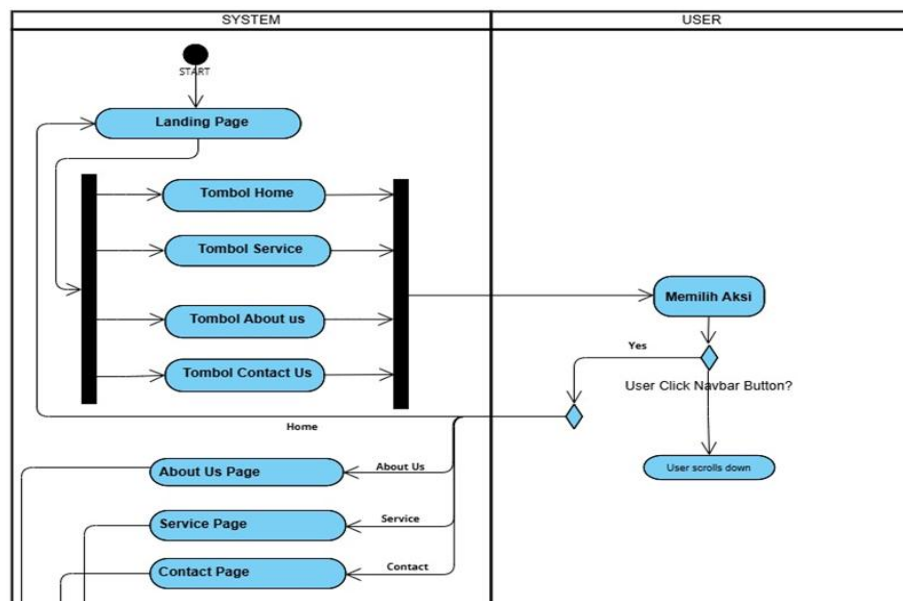 SYSTEM
USER
START
Landing Page
Tombol Home
Tombol Service
Tombol About us
Tombol Contact Us
Memilih Aksi
Yes
User Click Navbar Button?
Home
About Us Page
About Us
User scrolls down
Service Page
Service
Contact Page
Contact